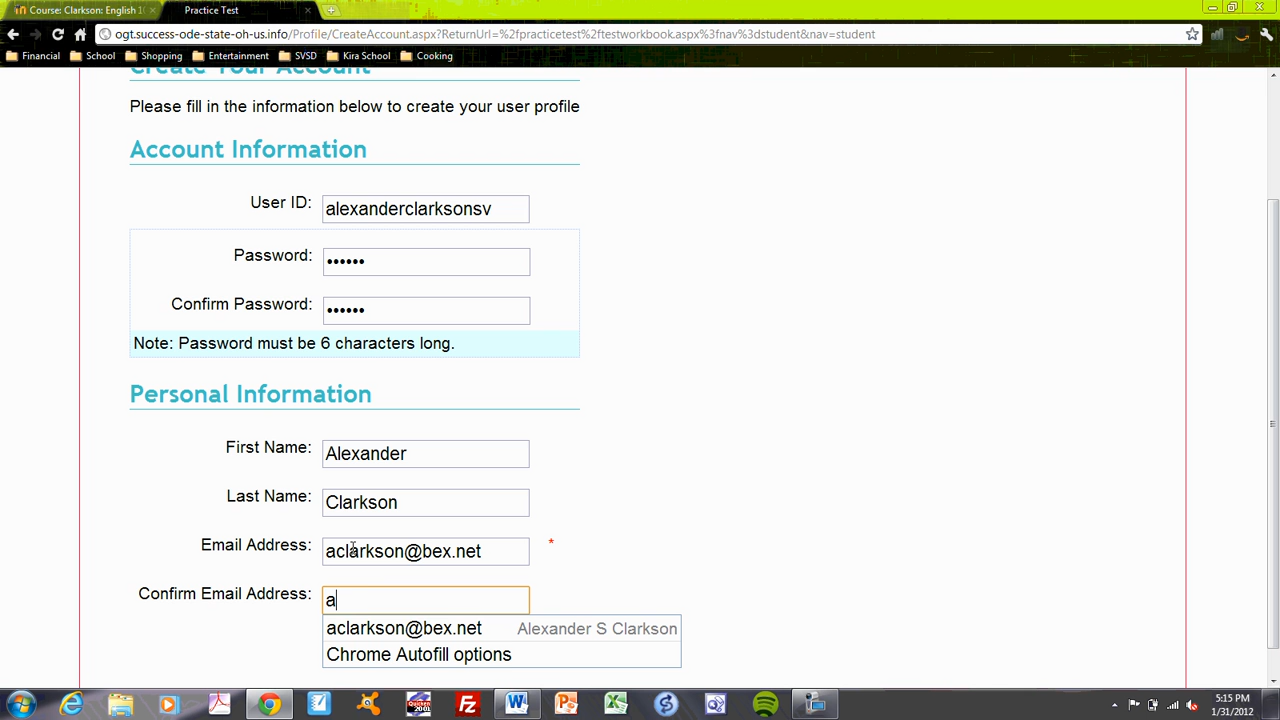 Course: Clarkson: English 10
Practice Test
ogt.success-ode-state-oh-us.info/Profile/CreateAccount.aspx?ReturnUrl=%2fpracticetest%2ftestworkbook.aspx%3fnav%3dstudent&nav=student
Financial School Shopping Entertainment SVSD Kira School Cooking
Create Your Account
Please fill in the information below to create your user profile
Account Information
User ID: alexanderclarksonsv
Password: ••••••
Confirm Password: ••••••
Note: Password must be 6 characters long.
Personal Information
First Name: Alexander
Last Name: Clarkson
Email Address: aclarkson@bex.net *
Confirm Email Address: a
aclarkson@bex.net Alexander S Clarkson
Chrome Autofill options
5:15 PM
1/31/2012